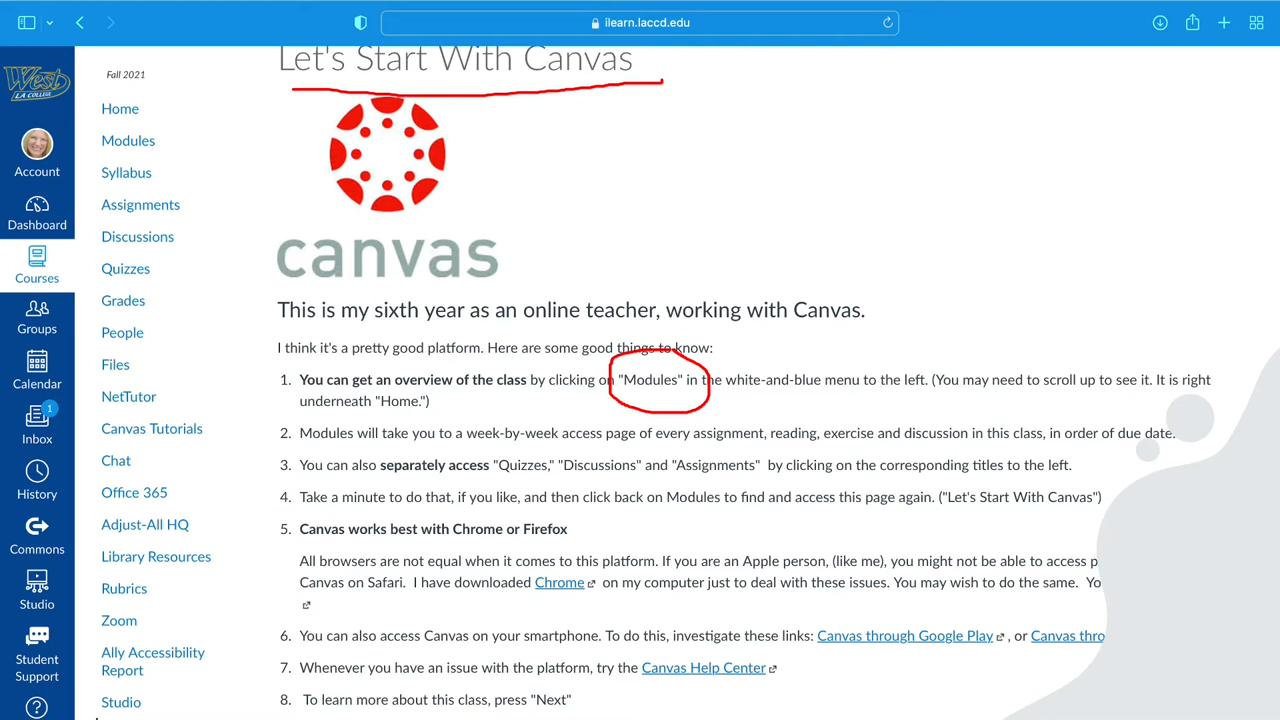 ilearn.laccd.edu
Let's Start With Canvas
Fall 2021
West
LA COLLEGE
Account
Dashboard
Courses
Groups
Calendar
1
Inbox
History
Commons
Studio
Student
Support
Home
Modules
Syllabus
Assignments
Discussions
Quizzes
Grades
People
Files
NetTutor
Canvas Tutorials
Chat
Office 365
Adjust-All HQ
Library Resources
Rubrics
Zoom
Ally Accessibility
Report
Studio
canvas
This is my sixth year as an online teacher, working with Canvas.
I think it's a pretty good platform. Here are some good things to know:
1. You can get an overview of the class by clicking on "Modules" in the white-and-blue menu to the left. (You may need to scroll up to see it. It is right
underneath "Home.")
2. Modules will take you to a week-by-week access page of every assignment, reading, exercise and discussion in this class, in order of due date.
3. You can also separately access "Quizzes," "Discussions" and "Assignments" by clicking on the corresponding titles to the left.
4. Take a minute to do that, if you like, and then click back on Modules to find and access this page again. ("Let's Start With Canvas")
5. Canvas works best with Chrome or Firefox
All browsers are not equal when it comes to this platform. If you are an Apple person, (like me), you might not be able to access p
Canvas on Safari. I have downloaded Chrome on my computer just to deal with these issues. You may wish to do the same. Yo
6. You can also access Canvas on your smartphone. To do this, investigate these links: Canvas through Google Play , or Canvas thro
7. Whenever you have an issue with the platform, try the Canvas Help Center
8. To learn more about this class, press "Next"